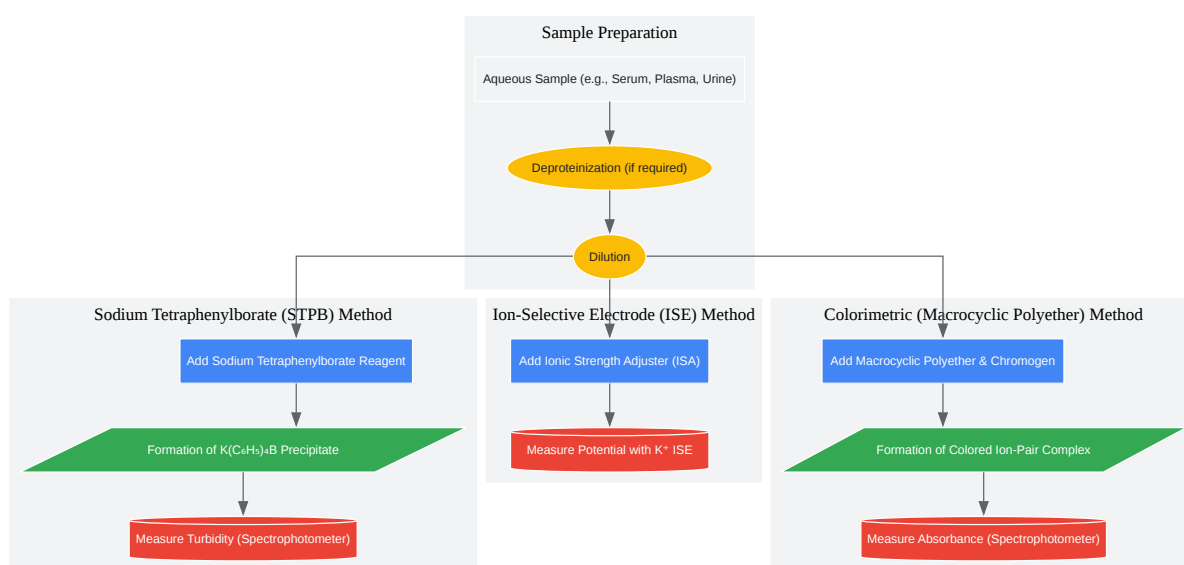 Sample Preparation
Aqueous Sample (e.g., Serum, Plasma, Urine)
Deproteinization (if required)
Dilution
Sodium Tetraphenylborate (STPB) Method
Add Sodium Tetraphenylborate Reagent
Formation of K(C₆H₅)₄B Precipitate
Measure Turbidity (Spectrophotometer)
Ion-Selective Electrode (ISE) Method
Add Ionic Strength Adjuster (ISA)
Measure Potential with K⁺ ISE
Colorimetric (Macrocyclic Polyether) Method
Add Macrocyclic Polyether & Chromogen
Formation of Colored Ion-Pair Complex
Measure Absorbance (Spectrophotometer)